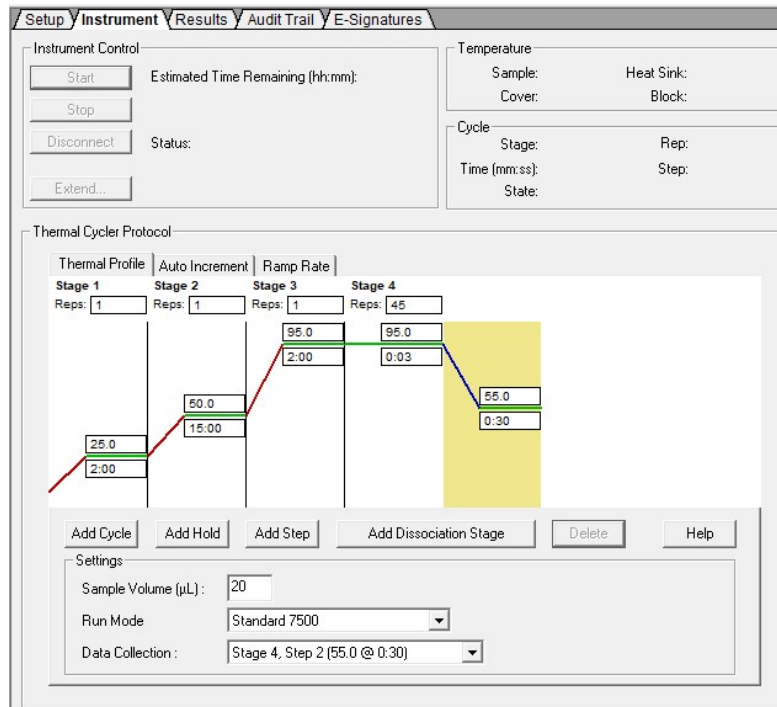 Setup Instrument Results Audit Trail E-Signatures
Instrument Control
Start Estimated Time Remaining (hh:mm):
Stop
Disconnect Status:
Extend...
Temperature
Sample: Heat Sink:
Cover: Block:
Cycle
Stage: Rep:
Time (mm:ss): Step:
State:
Thermal Cycler Protocol
Thermal Profile Auto Increment Ramp Rate
Stage 1 Stage 2 Stage 3 Stage 4
Reps: 1 Reps: 1 Reps: 1 Reps: 45
95.0 95.0
2:00 0:03
50.0 55.0
15:00 0:30
25.0
2:00
Add Cycle Add Hold Add Step Add Dissociation Stage Delete Help
Settings
Sample Volume (µL) : 20
Run Mode Standard 7500
Data Collection : Stage 4, Step 2 (55.0 @ 0:30)